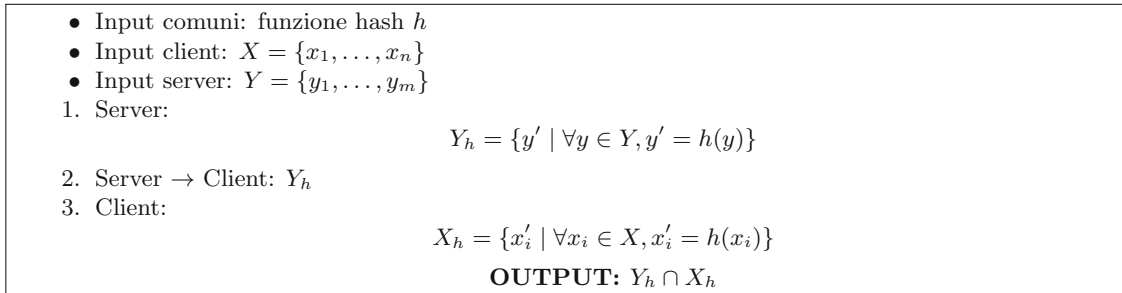 • Input comuni: funzione hash h
• Input client: X = {x₁, . . . , xₙ}
• Input server: Y = {y₁, . . . , yₘ}
1. Server:
Yₕ = {y′ | ∀y ∈ Y, y′ = h(y)}
2. Server → Client: Yₕ
3. Client:
Xₕ = {x′ᵢ | ∀xᵢ ∈ X, x′ᵢ = h(xᵢ)}
OUTPUT: Yₕ ∩ Xₕ